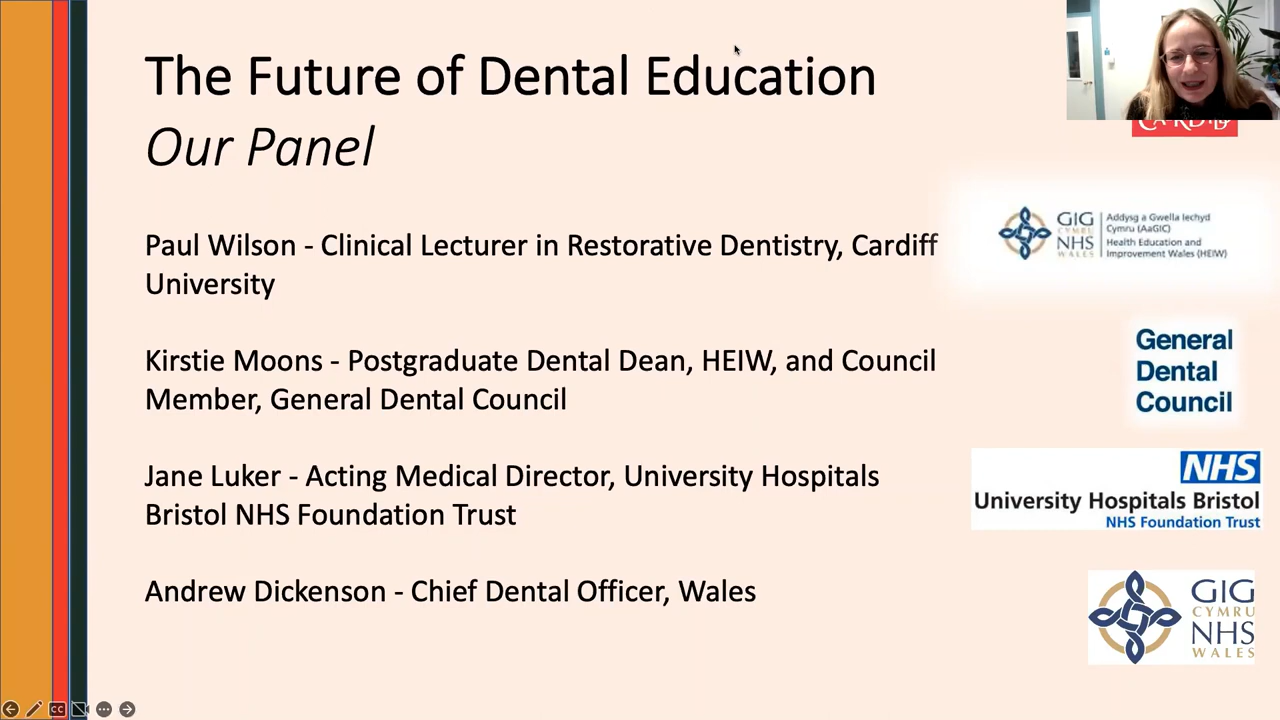 The Future of Dental Education
Our Panel
Paul Wilson - Clinical Lecturer in Restorative Dentistry, Cardiff
University
Kirstie Moons - Postgraduate Dental Dean, HEIW, and Council
Member, General Dental Council
Jane Luker - Acting Medical Director, University Hospitals
Bristol NHS Foundation Trust
Andrew Dickenson - Chief Dental Officer, Wales
GIG
CYMRU
NHS
WALES
Addysg a Gwella Iechyd
Cymru (AaGIC)
Health Education and
Improvement Wales (HEIW)
General
Dental
Council
NHS
University Hospitals Bristol
NHS Foundation Trust
GIG
CYMRU
NHS
WALES
CC